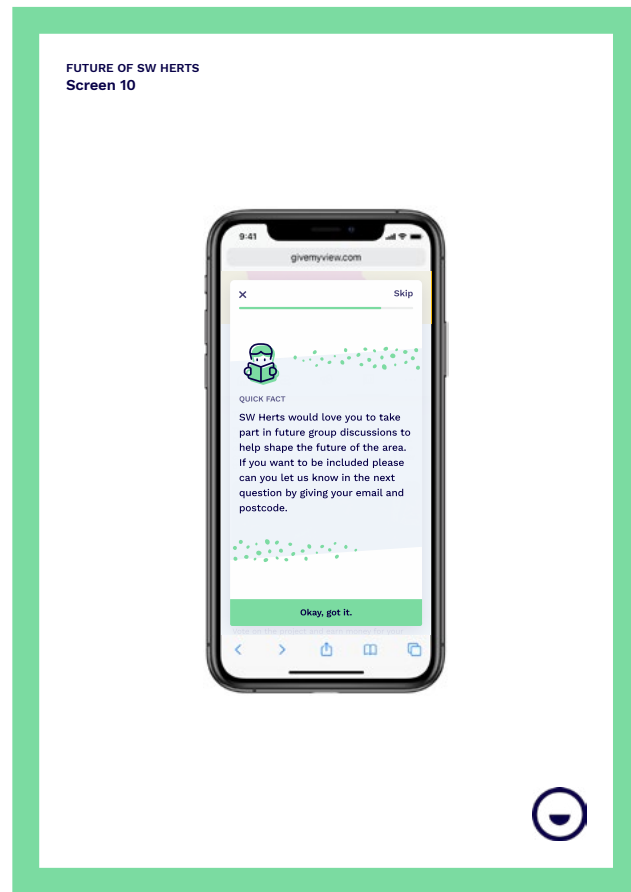 FUTURE OF SW HERTS
Screen 10
9:41
givemyview.com
Skip
QUICK FACT
SW Herts would love you to take
part in future group discussions to
help shape the future of the area.
If you want to be included please
can you let us know in the next
question by giving your email and
postcode.
Okay, got it.